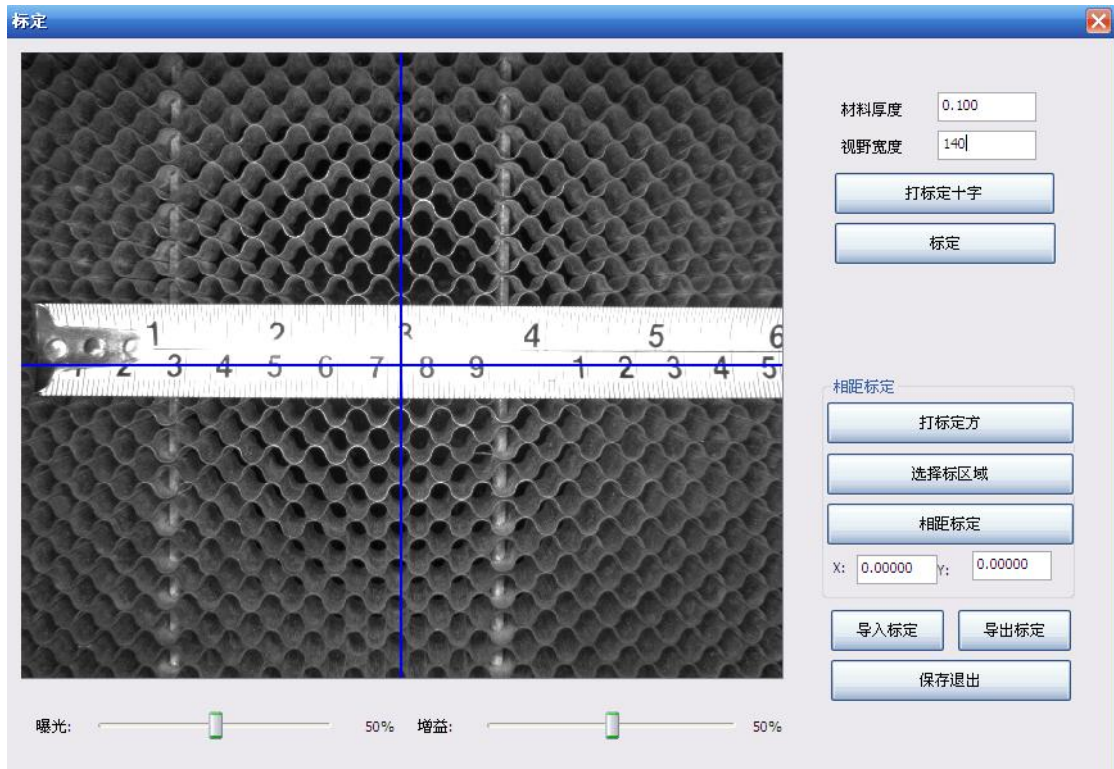 标定
材料厚度 0.100
视野宽度 140
打标定十字
标定
1 2 3 4 5 6
2 3 4 5 6 7 8 9 1 2 3 4 5
相距标定
打标定方
选择标区域
相距标定
X: 0.00000 Y: 0.00000
导入标定 导出标定
保存退出
曝光: 50% 增益: 50%